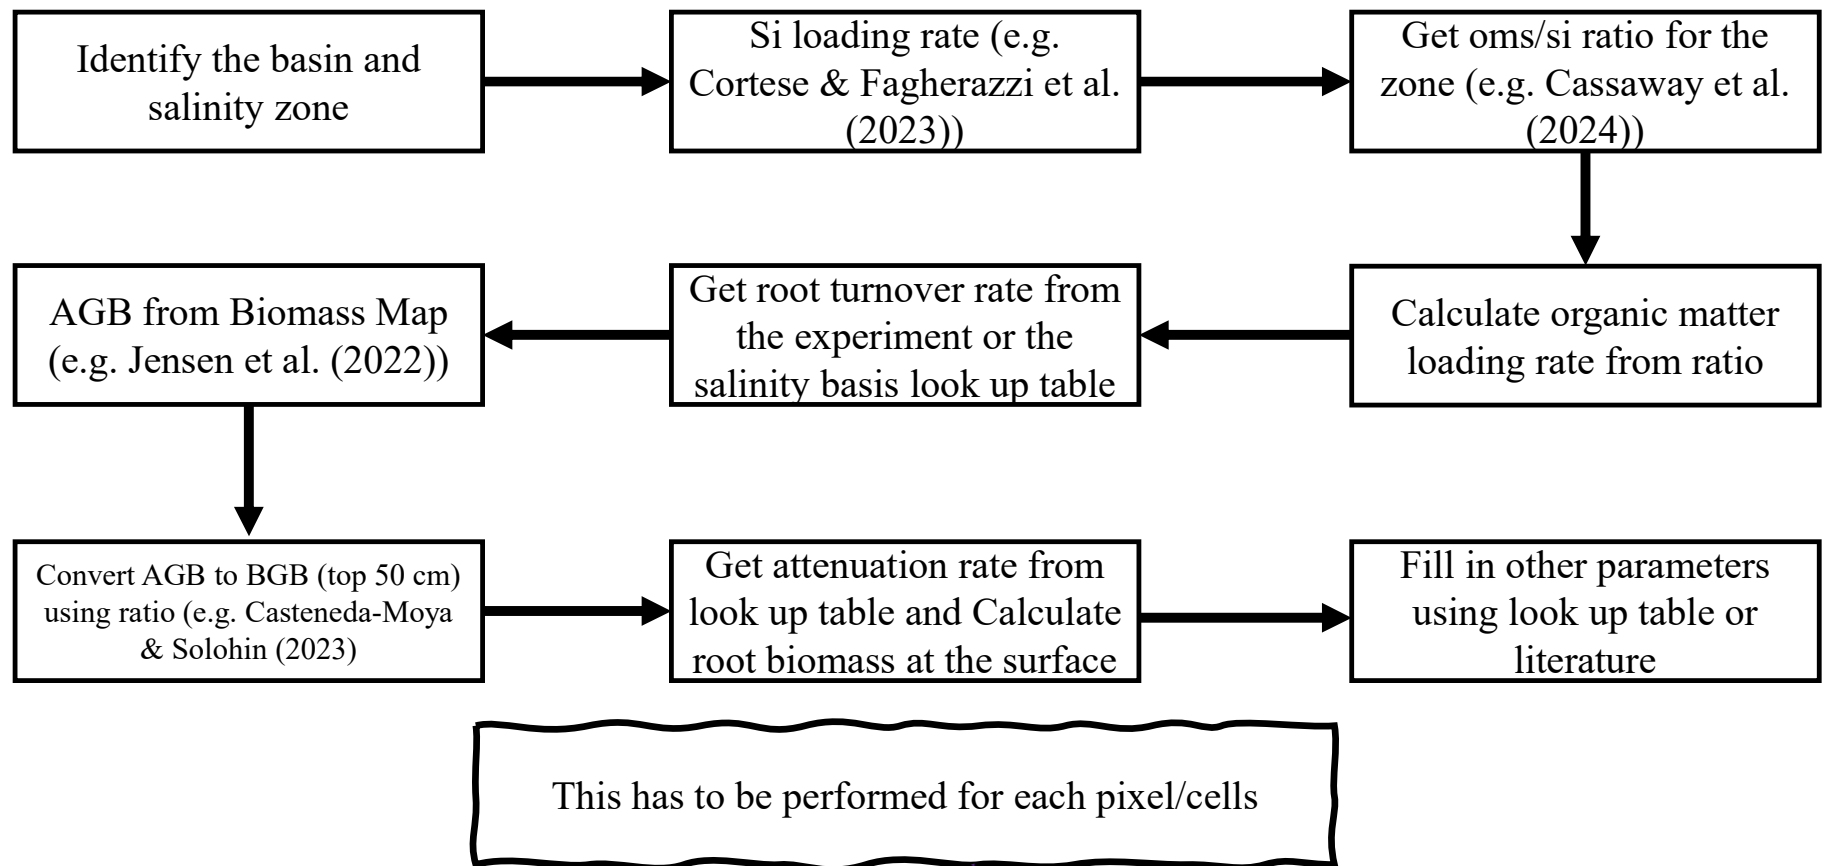 Identify the basin and
salinity zone
Si loading rate (e.g.
Cortese & Fagherazzi et al.
(2023))
Get oms/si ratio for the
zone (e.g. Cassaway et al.
(2024))
Calculate organic matter
loading rate from ratio
Get root turnover rate from
the experiment or the
salinity basis look up table
AGB from Biomass Map
(e.g. Jensen et al. (2022))
Convert AGB to BGB (top 50 cm)
using ratio (e.g. Casteneda-Moya
& Solohin (2023)
Get attenuation rate from
look up table and Calculate
root biomass at the surface
Fill in other parameters
using look up table or
literature
This has to be performed for each pixel/cells